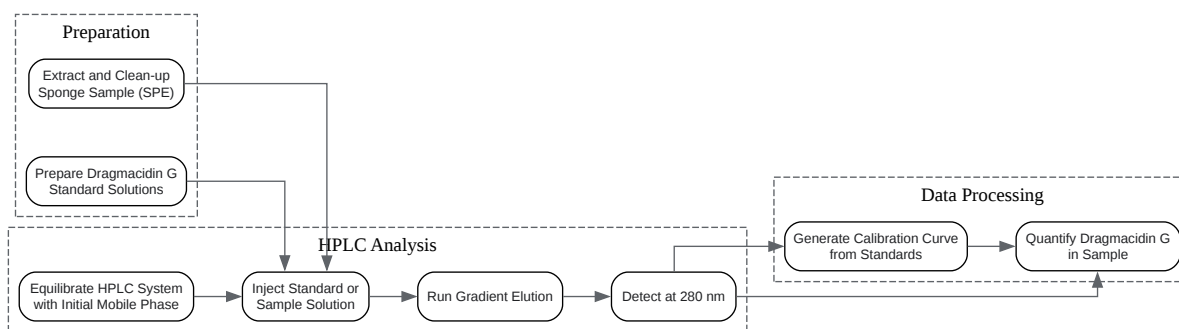 Preparation
Extract and Clean-up
Sponge Sample (SPE)
Prepare Dragmacidin G
Standard Solutions
HPLC Analysis
Equilibrate HPLC System
with Initial Mobile Phase
Inject Standard or
Sample Solution
Run Gradient Elution
Detect at 280 nm
Data Processing
Generate Calibration Curve
from Standards
Quantify Dragmacidin G
in Sample